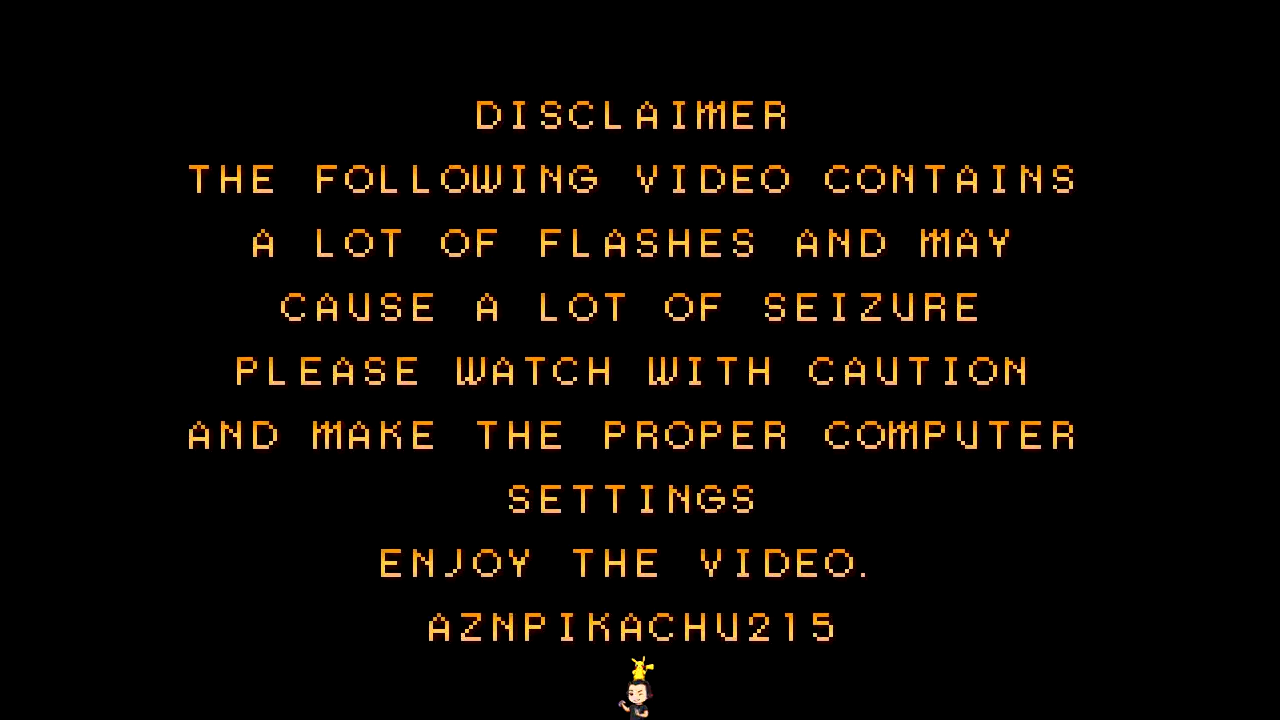 DISCLAIMER
THE FOLLOWING VIDEO CONTAINS
A LOT OF FLASHES AND MAY
CAUSE A LOT OF SEIZURE
PLEASE WATCH WITH CAUTION
AND MAKE THE PROPER COMPUTER
SETTINGS
ENJOY THE VIDEO.
AZNPIKACHU215